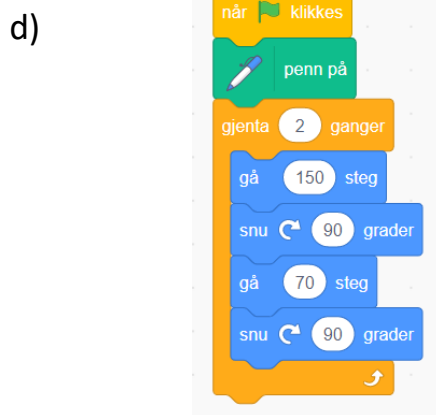 d)
når klikkes
penn på
gjenta 2 ganger
gå 150 steg
snu 90 grader
gå 70 steg
snu 90 grader